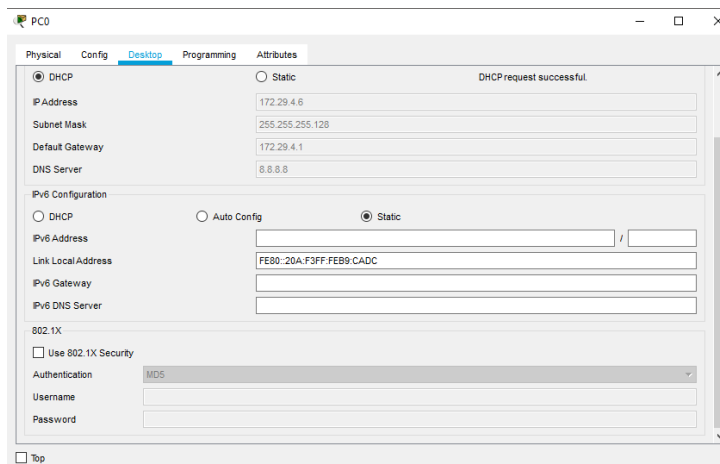 PC0
Physical Config Desktop Programming Attributes
DHCP Static DHCP request successful.
IP Address 172.29.4.6
Subnet Mask 255.255.255.128
Default Gateway 172.29.4.1
DNS Server 8.8.8.8
IPv6 Configuration
DHCP Auto Config Static
IPv6 Address /
Link Local Address FE80::20A:F3FF:FEB9:CADC
IPv6 Gateway
IPv6 DNS Server
802.1X
Use 802.1X Security
Authentication MD5
Username
Password
Top